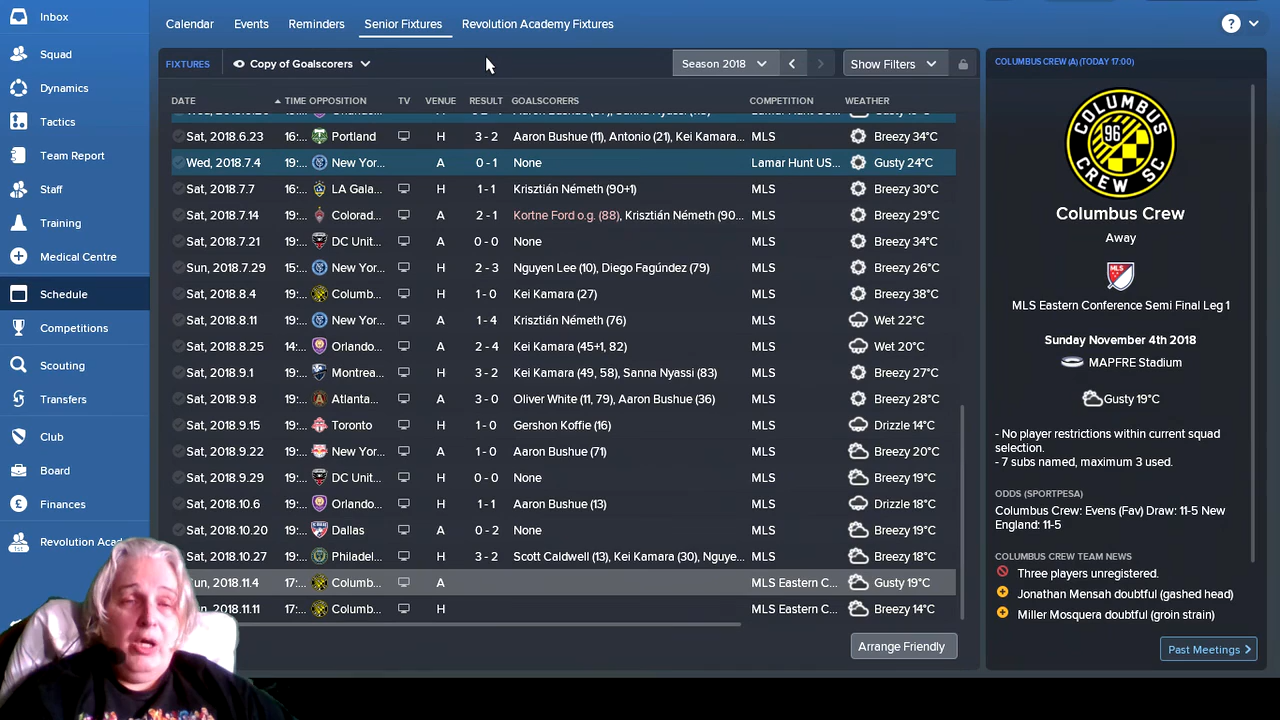 Inbox
Squad
Dynamics
Tactics
Team Report
Staff
Training
Medical Centre
Schedule
Competitions
Scouting
Transfers
Club
Board
Finances
Revolution Acad
Calendar Events Reminders Senior Fixtures Revolution Academy Fixtures
?
FIXTURES Copy of Goalscorers Season 2018 Show Filters
DATE TIME OPPOSITION TV VENUE RESULT GOALSCORERS COMPETITION WEATHER
Sat, 2018.6.23 16:... Portland H 3 - 2 Aaron Bushue (11), Antonio (21), Kei Kamara... MLS Breezy 34°C
Wed, 2018.7.4 19:... New Yor... A 0 - 1 None Lamar Hunt US... Gusty 24°C
Sat, 2018.7.7 16:... LA Gala... H 1 - 1 Krisztián Németh (90+1) MLS Breezy 30°C
Sat, 2018.7.14 19:... Colorad... A 2 - 1 Kortne Ford o.g. (88), Krisztián Németh (90... MLS Breezy 29°C
Sat, 2018.7.21 19:... DC Unit... A 0 - 0 None MLS Breezy 34°C
Sun, 2018.7.29 15:... New Yor... H 2 - 3 Nguyen Lee (10), Diego Fagúndez (79) MLS Breezy 26°C
Sat, 2018.8.4 19:... Columb... H 1 - 0 Kei Kamara (27) MLS Breezy 38°C
Sat, 2018.8.11 19:... New Yor... A 1 - 4 Krisztián Németh (76) MLS Wet 22°C
Sat, 2018.8.25 14:... Orlando... A 2 - 4 Kei Kamara (45+1, 82) MLS Wet 20°C
Sat, 2018.9.1 19:... Montrea... H 3 - 2 Kei Kamara (49, 58), Sanna Nyassi (83) MLS Breezy 27°C
Sat, 2018.9.8 19:... Atlanta... H 3 - 0 Oliver White (11, 79), Aaron Bushue (36) MLS Breezy 28°C
Sat, 2018.9.15 19:... Toronto H 1 - 0 Gershon Koffie (16) MLS Drizzle 14°C
Sat, 2018.9.22 19:... New Yor... A 1 - 0 Aaron Bushue (71) MLS Breezy 20°C
Sat, 2018.9.29 19:... DC Unit... H 0 - 0 None MLS Breezy 19°C
Sat, 2018.10.6 19:... Orlando... H 1 - 1 Aaron Bushue (13) MLS Drizzle 18°C
Sat, 2018.10.20 19:... Dallas A 0 - 2 None MLS Breezy 19°C
Sat, 2018.10.27 19:... Philadel... H 3 - 2 Scott Caldwell (13), Kei Kamara (30), Nguye... MLS Breezy 18°C
Sun, 2018.11.4 17:... Columb... A MLS Eastern C... Gusty 19°C
2018.11.11 17:... Columb... H MLS Eastern C... Breezy 14°C
Arrange Friendly
COLUMBUS CREW (A) (TODAY 17:00)
96
COLUMBUS
CREW SC
Columbus Crew
Away
MLS
MLS Eastern Conference Semi Final Leg 1
Sunday November 4th 2018
MAPFRE Stadium
Gusty 19°C
- No player restrictions within current squad
selection.
- 7 subs named, maximum 3 used.
ODDS (SPORTPESA)
Columbus Crew: Evens (Fav) Draw: 11-5 New
England: 11-5
COLUMBUS CREW TEAM NEWS
Three players unregistered.
Jonathan Mensah doubtful (gashed head)
Miller Mosquera doubtful (groin strain)
Past Meetings